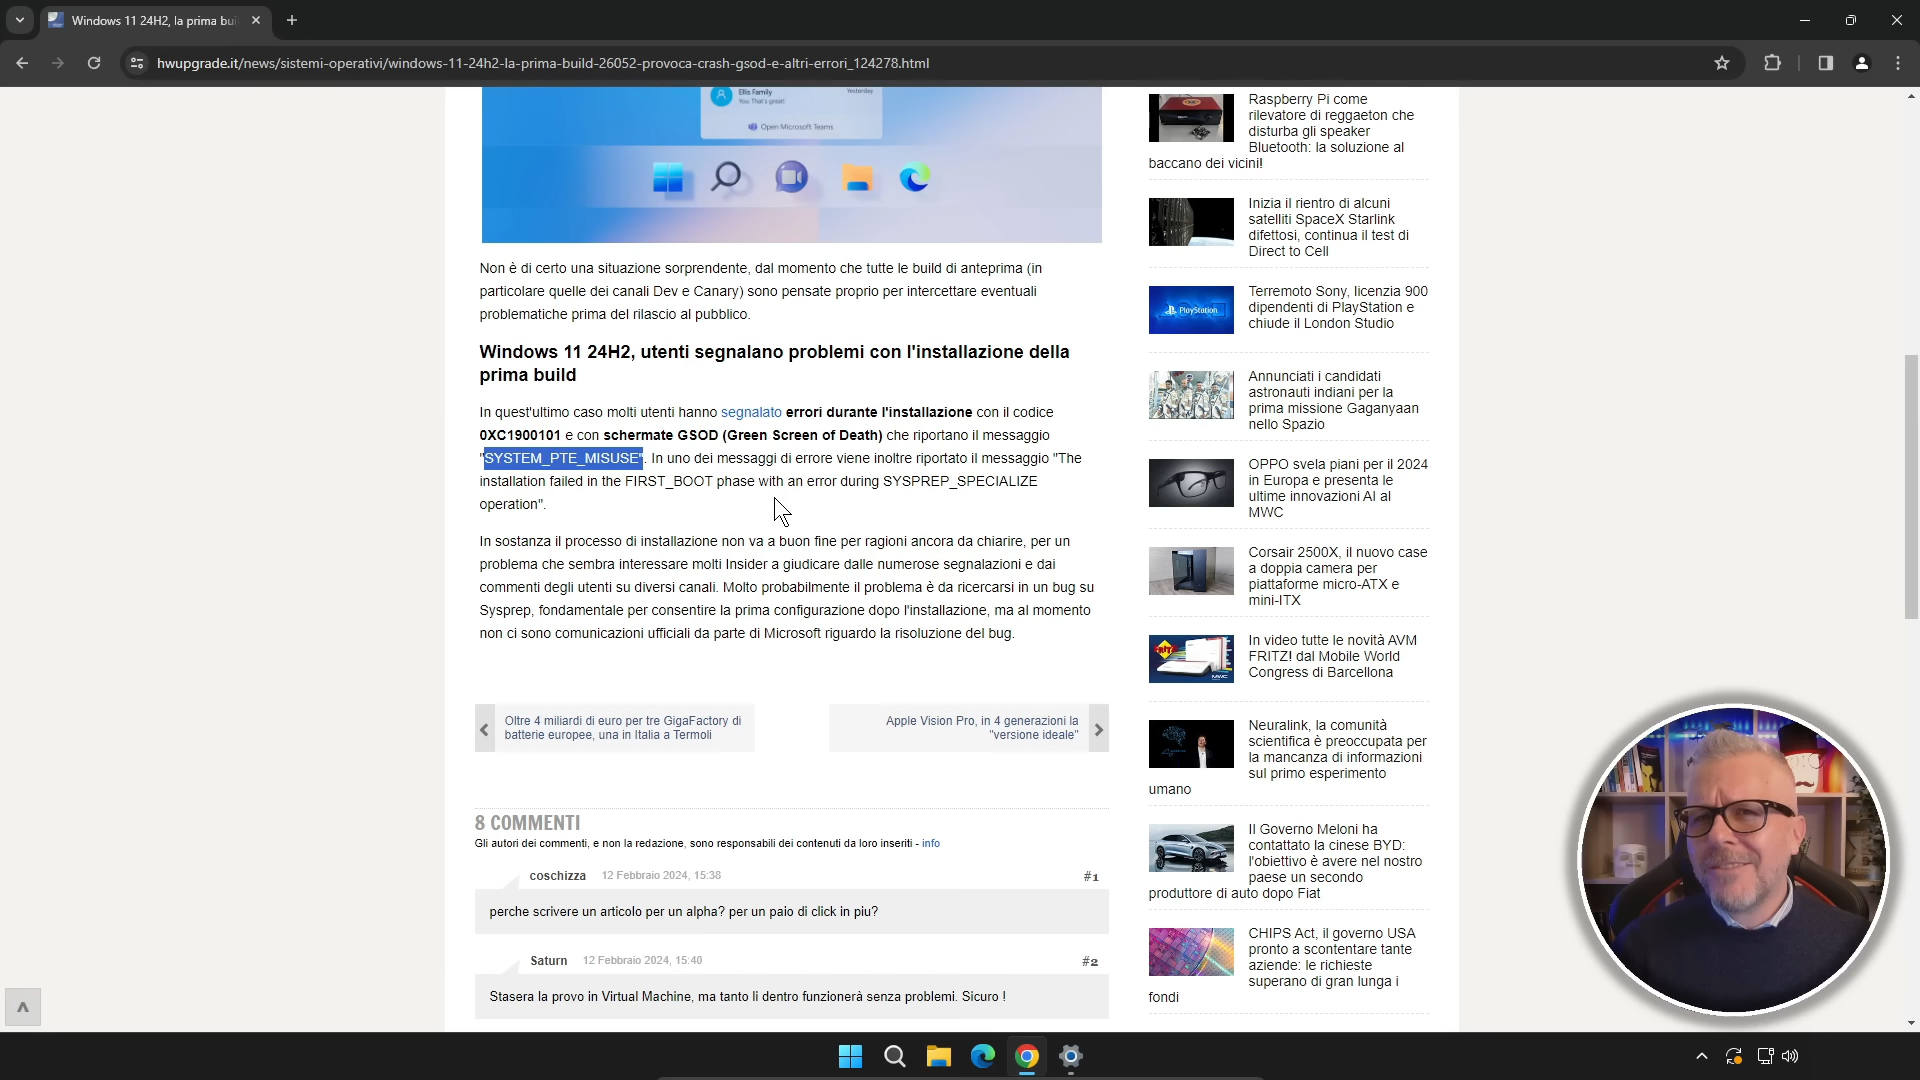 Windows 11 24H2, la prima bui
hwupgrade.it/news/sistemi-operativi/windows-11-24h2-la-prima-build-26052-provoca-crash-gsod-e-altri-errori_124278.html
Ellis Family
Yesterday
You: That's great!
Open Microsoft Teams
Non è di certo una situazione sorprendente, dal momento che tutte le build di anteprima (in
particolare quelle dei canali Dev e Canary) sono pensate proprio per intercettare eventuali
problematiche prima del rilascio al pubblico.
Windows 11 24H2, utenti segnalano problemi con l'installazione della
prima build
In quest'ultimo caso molti utenti hanno segnalato errori durante l'installazione con il codice
0XC1900101 e con schermate GSOD (Green Screen of Death) che riportano il messaggio
"SYSTEM_PTE_MISUSE". In uno dei messaggi di errore viene inoltre riportato il messaggio "The
installation failed in the FIRST_BOOT phase with an error during SYSPREP_SPECIALIZE
operation".
In sostanza il processo di installazione non va a buon fine per ragioni ancora da chiarire, per un
problema che sembra interessare molti Insider a giudicare dalle numerose segnalazioni e dai
commenti degli utenti su diversi canali. Molto probabilmente il problema è da ricercarsi in un bug su
Sysprep, fondamentale per consentire la prima configurazione dopo l'installazione, ma al momento
non ci sono comunicazioni ufficiali da parte di Microsoft riguardo la risoluzione del bug.
Oltre 4 miliardi di euro per tre GigaFactory di
batterie europee, una in Italia a Termoli
Apple Vision Pro, in 4 generazioni la
"versione ideale"
8 COMMENTI
Gli autori dei commenti, e non la redazione, sono responsabili dei contenuti da loro inseriti - info
coschizza 12 Febbraio 2024, 15:38 #1
perche scrivere un articolo per un alpha? per un paio di click in piu?
Saturn 12 Febbraio 2024, 15:40 #2
Stasera la provo in Virtual Machine, ma tanto li dentro funzionerà senza problemi. Sicuro !
Raspberry Pi come
rilevatore di reggaeton che
disturba gli speaker
Bluetooth: la soluzione al
baccano dei vicini!
Inizia il rientro di alcuni
satelliti SpaceX Starlink
difettosi, continua il test di
Direct to Cell
PlayStation
Terremoto Sony, licenzia 900
dipendenti di PlayStation e
chiude il London Studio
Annunciati i candidati
astronauti indiani per la
prima missione Gaganyaan
nello Spazio
OPPO svela piani per il 2024
in Europa e presenta le
ultime innovazioni AI al
MWC
Corsair 2500X, il nuovo case
a doppia camera per
piattaforme micro-ATX e
mini-ITX
In video tutte le novità AVM
FRITZ! dal Mobile World
Congress di Barcellona
Neuralink, la comunità
scientifica è preoccupata per
la mancanza di informazioni
sul primo esperimento
umano
Il Governo Meloni ha
contattato la cinese BYD:
l'obiettivo è avere nel nostro
paese un secondo
produttore di auto dopo Fiat
CHIPS Act, il governo USA
pronto a scontentare tante
aziende: le richieste
superano di gran lunga i
fondi